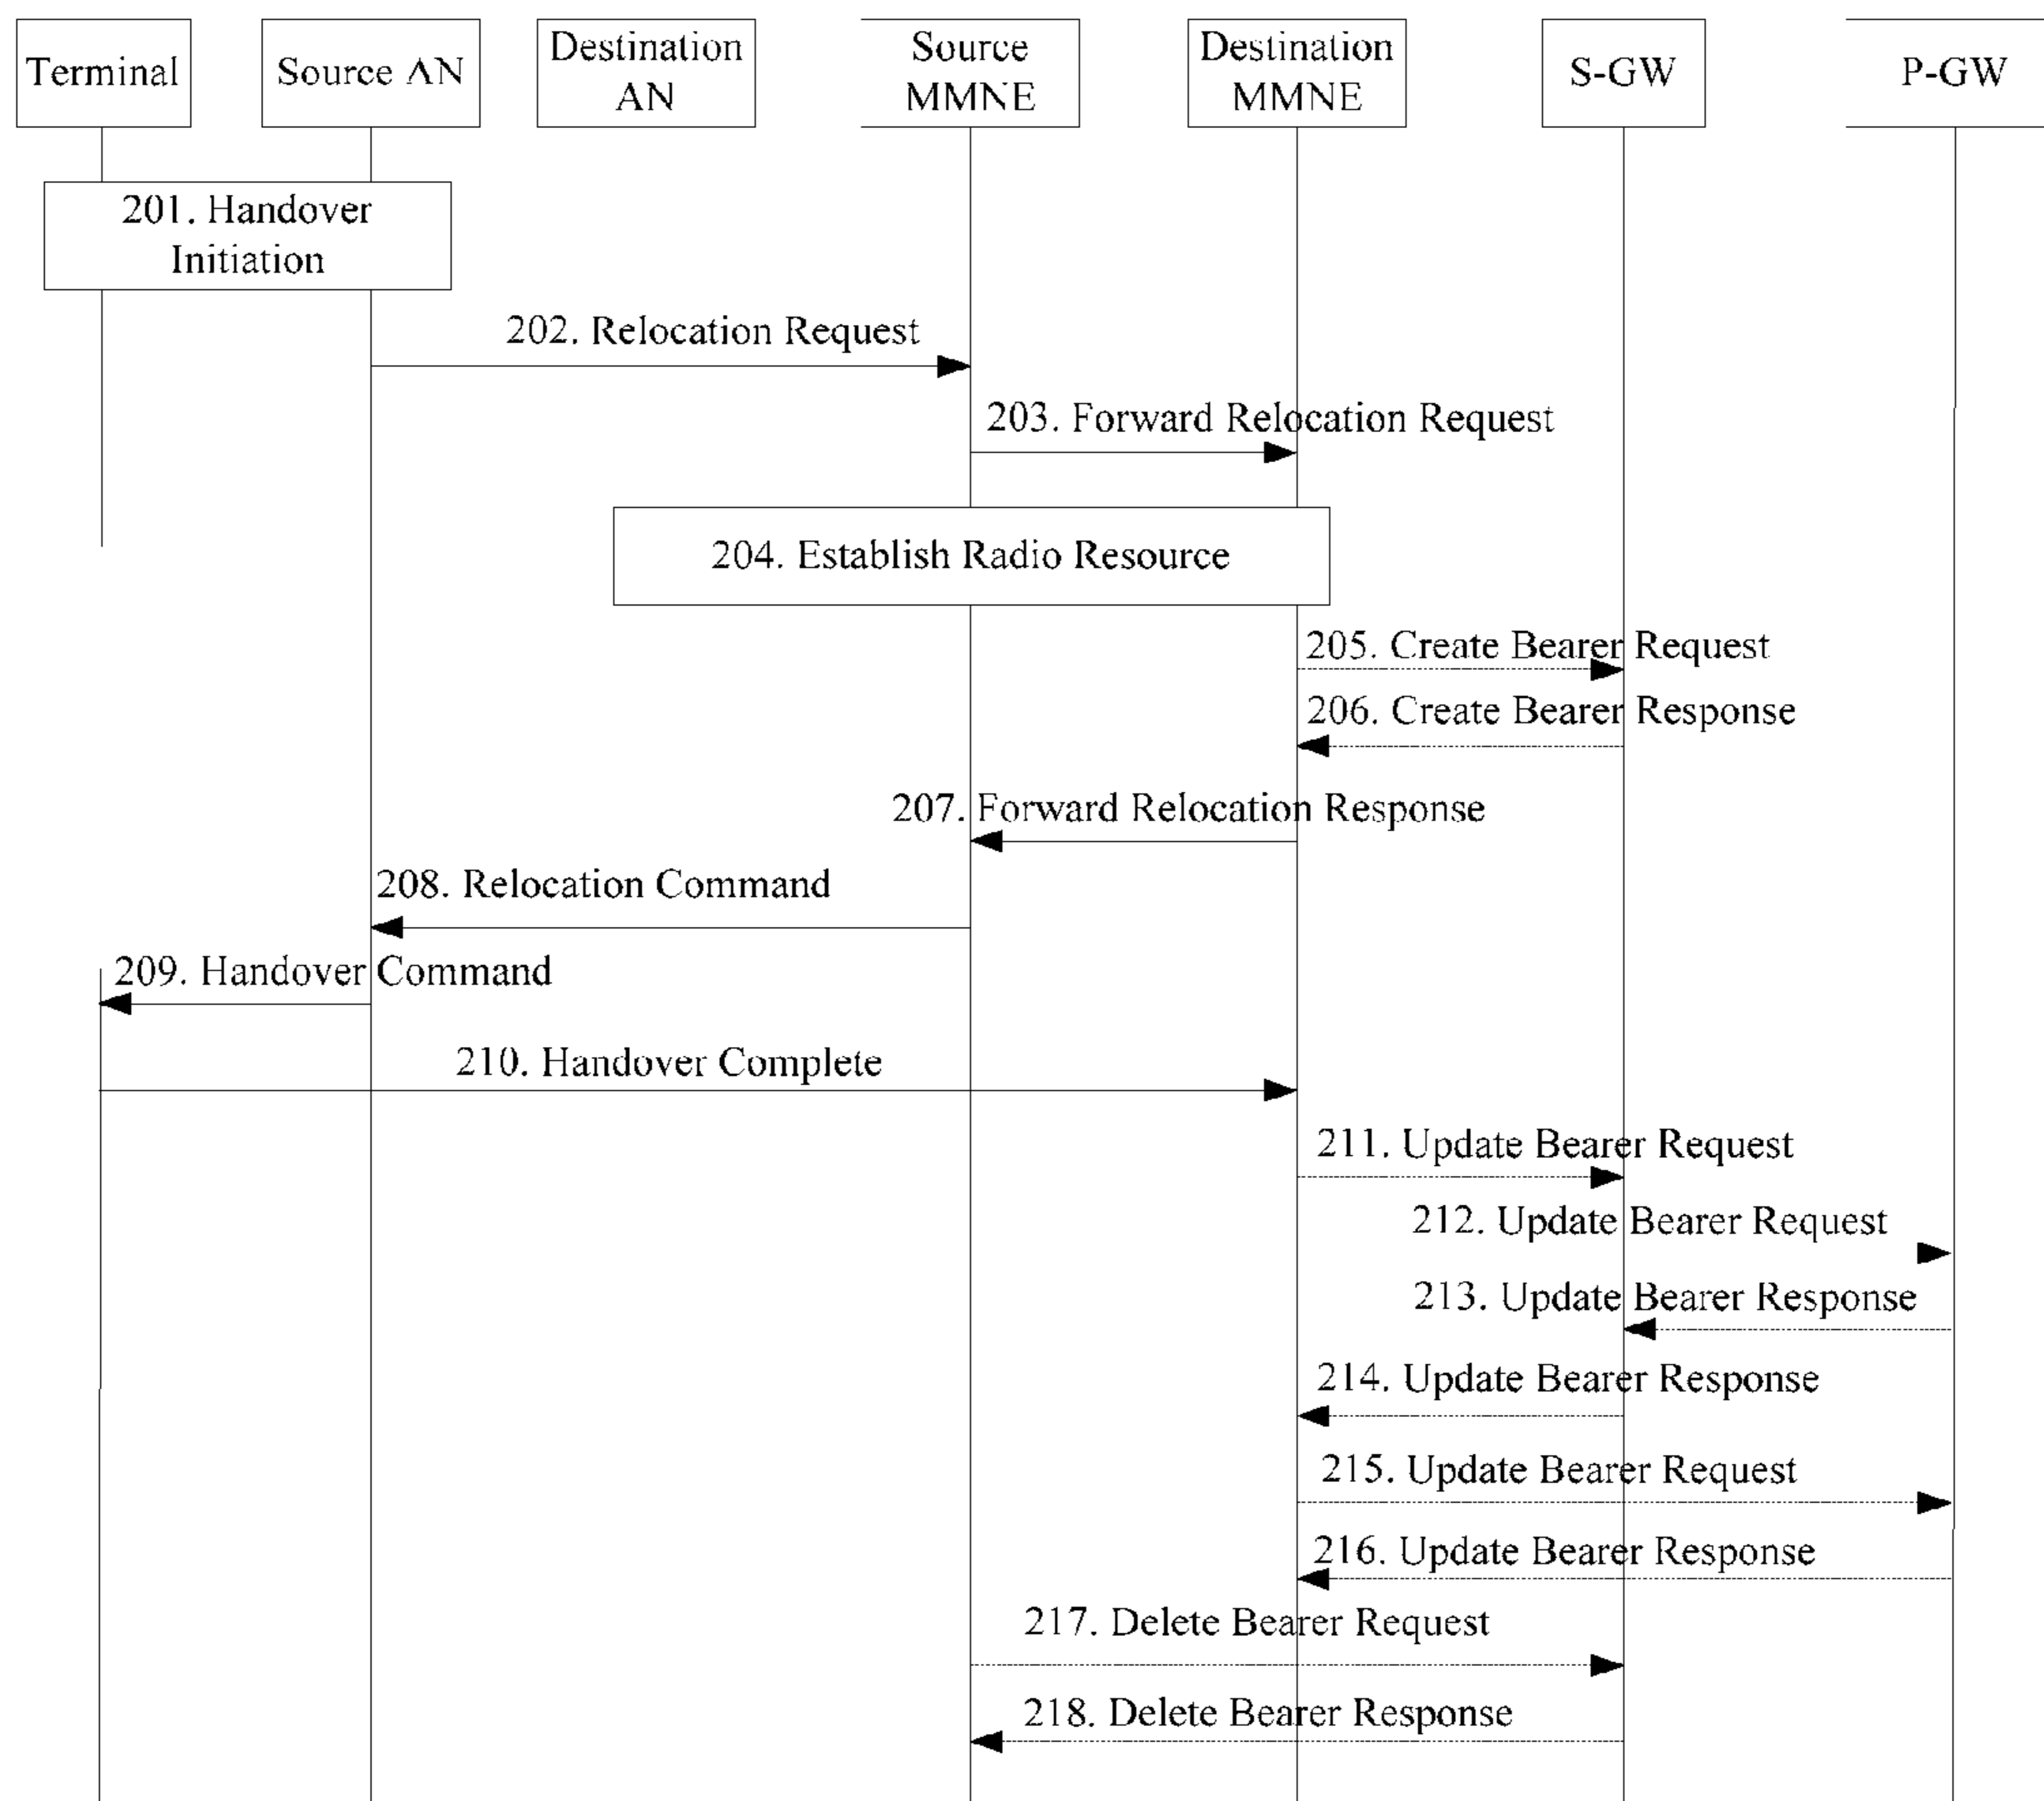 Terminal
Source AN
Destination
AN
Source
MMNE
Destination
MMNE
S-GW
P-GW
201. Handover
Initiation
202. Relocation Request
203. Forward Relocation Request
204. Establish Radio Resource
205. Create Bearer Request
206. Create Bearer Response
207. Forward Relocation Response
208. Relocation Command
209. Handover Command
210. Handover Complete
211. Update Bearer Request
212. Update Bearer Request
213. Update Bearer Response
214. Update Bearer Response
215. Update Bearer Request
216. Update Bearer Response
217. Delete Bearer Request
218. Delete Bearer Response